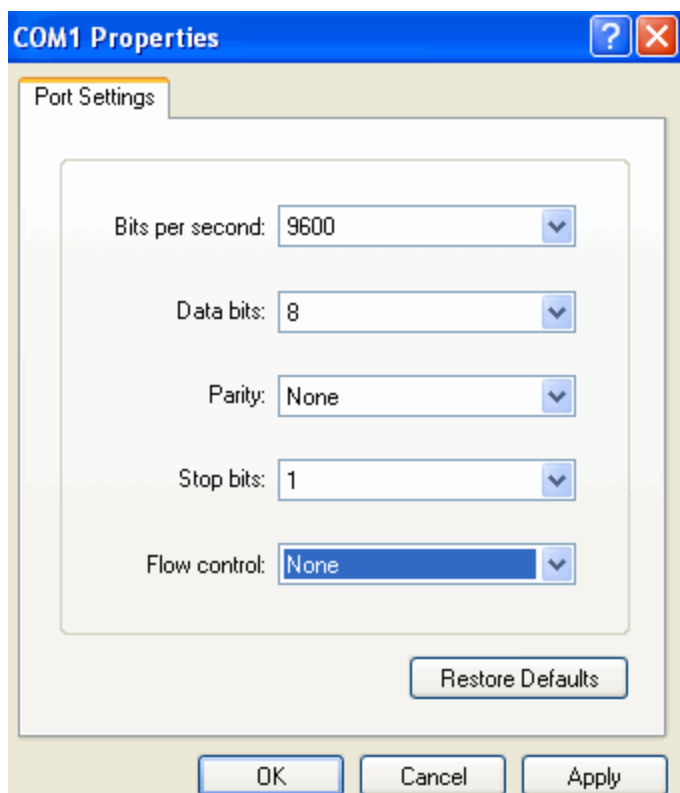 COM1 Properties
Port Settings
Bits per second: 9600
Data bits: 8
Parity: None
Stop bits: 1
Flow control: None
Restore Defaults
OK Cancel Apply